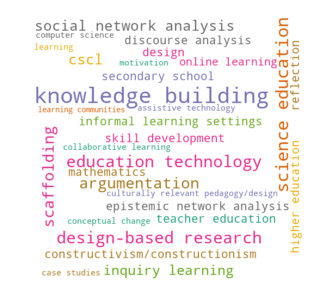 social network analysis
computer science
discourse analysis
learning
design
cscl
motivation
online learning
secondary school
knowledge building
learning communities
assistive technology
informal learning settings
skill development
collaborative learning
education technology
mathematics
argumentation
culturally relevant pedagogy/design
epistemic network analysis
conceptual change
teacher education
design-based research
constructivism/constructionism
case studies
inquiry learning
scaffolding
science education
reflection
higher education